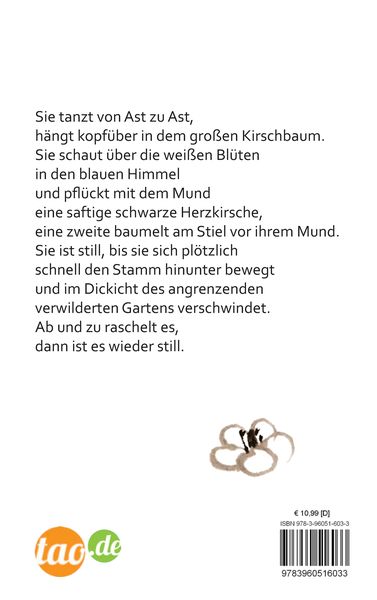 Sie tanzt von Ast zu Ast,
hängt kopfüber in dem großen Kirschbaum.
Sie schaut über die weißen Blüten
in den blauen Himmel
und pflückt mit dem Mund
eine saftige schwarze Herzkirsche,
eine zweite baumelt am Stiel vor ihrem Mund.
Sie ist still, bis sie sich plötzlich
schnell den Stamm hinunter bewegt
und im Dickicht des angrenzenden
verwilderten Gartens verschwindet.
Ab und zu raschelt es,
dann ist es wieder still.
€ 10,99 [D]
ISBN 978-3-96051-603-3
tao.de
9783960516033